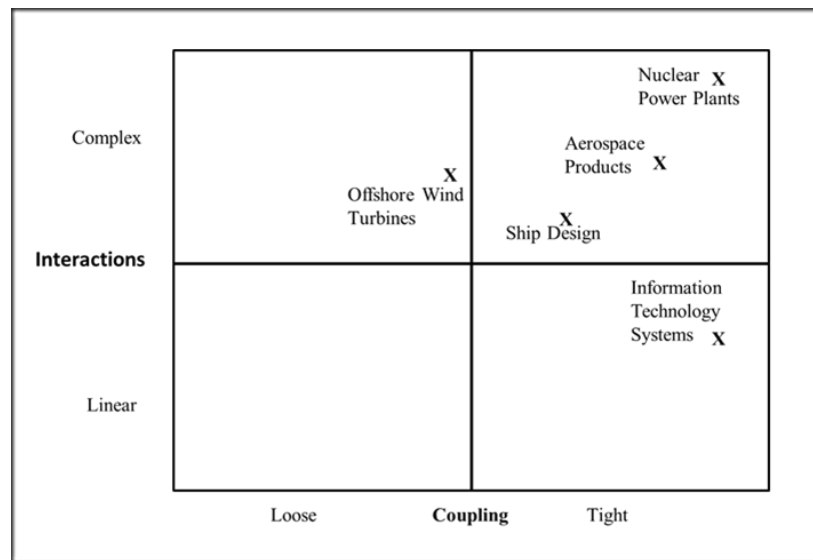 Nuclear X
Power Plants
Complex
Aerospace
Products X
X
Offshore Wind
Turbines
X
Ship Design
Interactions
Information
Technology
Systems X
Linear
Loose Coupling Tight